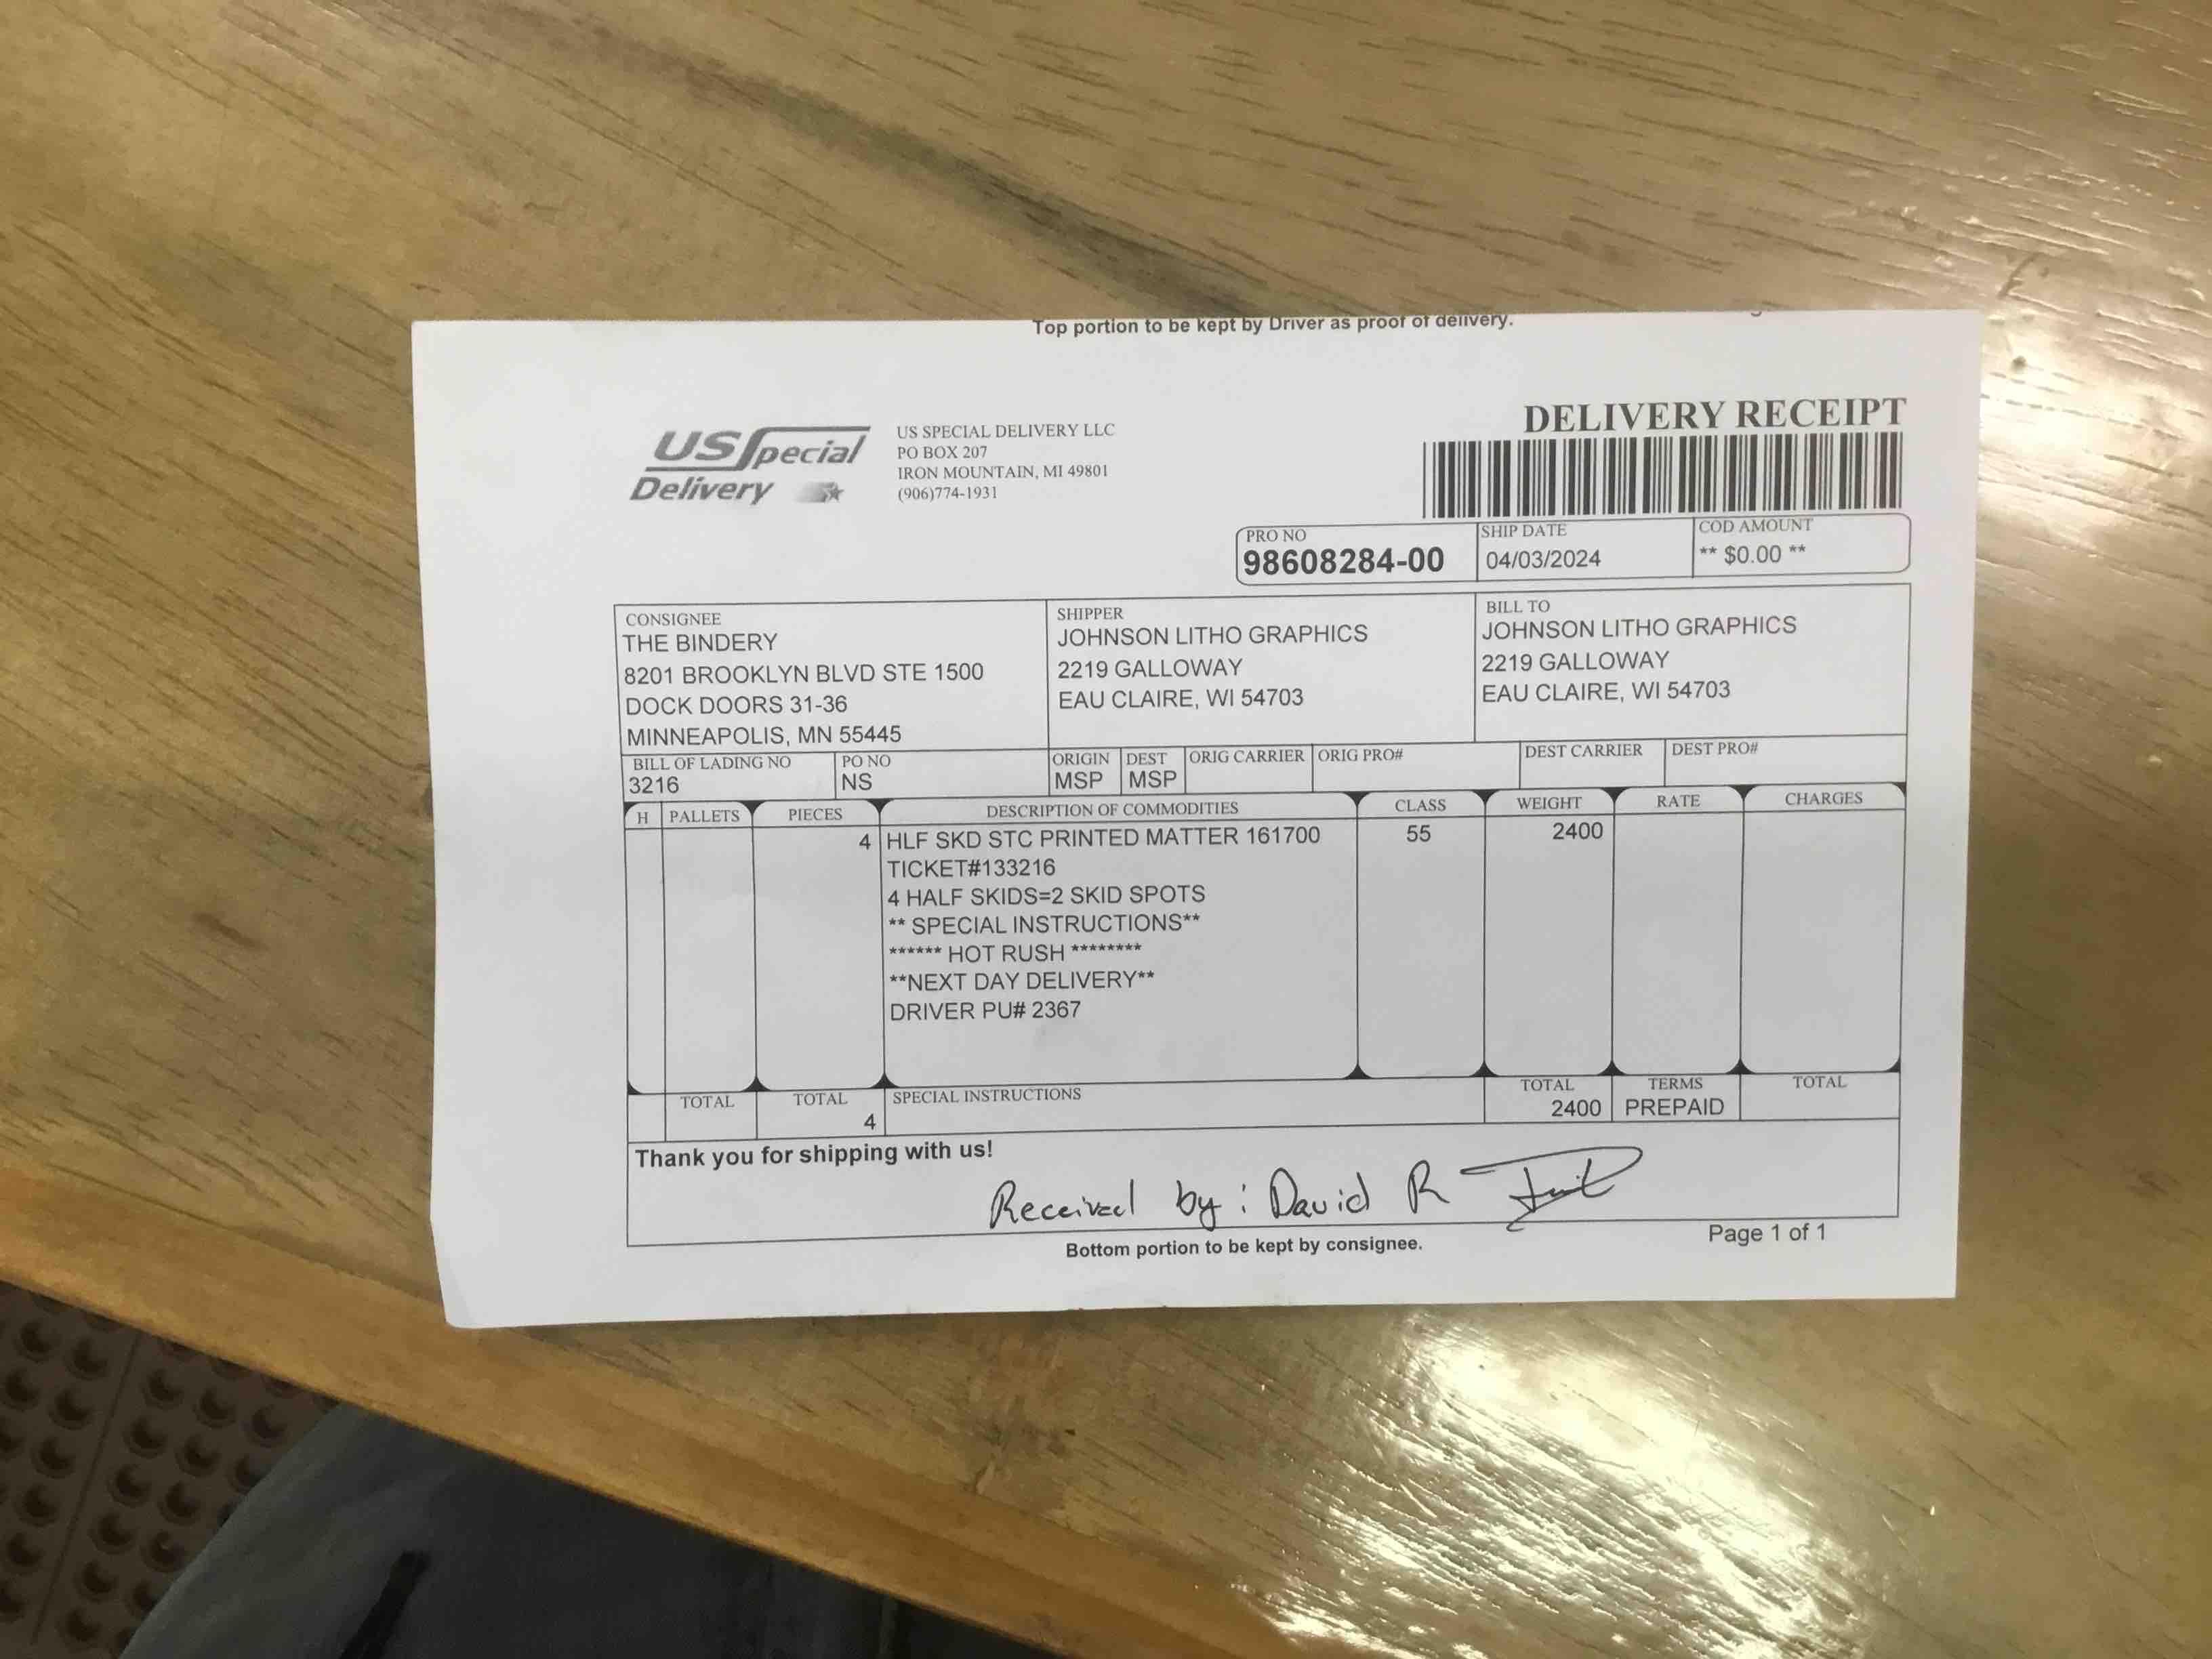 Top portion to be kept by Driver as proof of delivery.
US Special
Delivery
US SPECIAL DELIVERY LLC
PO BOX 207
IRON MOUNTAIN, MI 49801
(906)774-1931
DELIVERY RECEIPT
PRO NO
98608284-00
SHIP DATE
04/03/2024
COD AMOUNT
** $0.00 **
CONSIGNEE
THE BINDERY
8201 BROOKLYN BLVD STE 1500
DOCK DOORS 31-36
MINNEAPOLIS, MN 55445
SHIPPER
JOHNSON LITHO GRAPHICS
2219 GALLOWAY
EAU CLAIRE, WI 54703
BILL TO
JOHNSON LITHO GRAPHICS
2219 GALLOWAY
EAU CLAIRE, WI 54703
BILL OF LADING NO
3216
PO NO
NS
ORIGIN
MSP
DEST
MSP
ORIG CARRIER
ORIG PRO#
DEST CARRIER
DEST PRO#
H PALLETS PIECES DESCRIPTION OF COMMODITIES CLASS WEIGHT RATE CHARGES
4 HLF SKD STC PRINTED MATTER 161700 55 2400
TICKET#133216
4 HALF SKIDS=2 SKID SPOTS
** SPECIAL INSTRUCTIONS**
****** HOT RUSH ********
**NEXT DAY DELIVERY**
DRIVER PU# 2367
TOTAL
TOTAL
4
SPECIAL INSTRUCTIONS
TOTAL
2400
TERMS
PREPAID
TOTAL
Thank you for shipping with us!
Received by: David R
Bottom portion to be kept by consignee.
Page 1 of 1